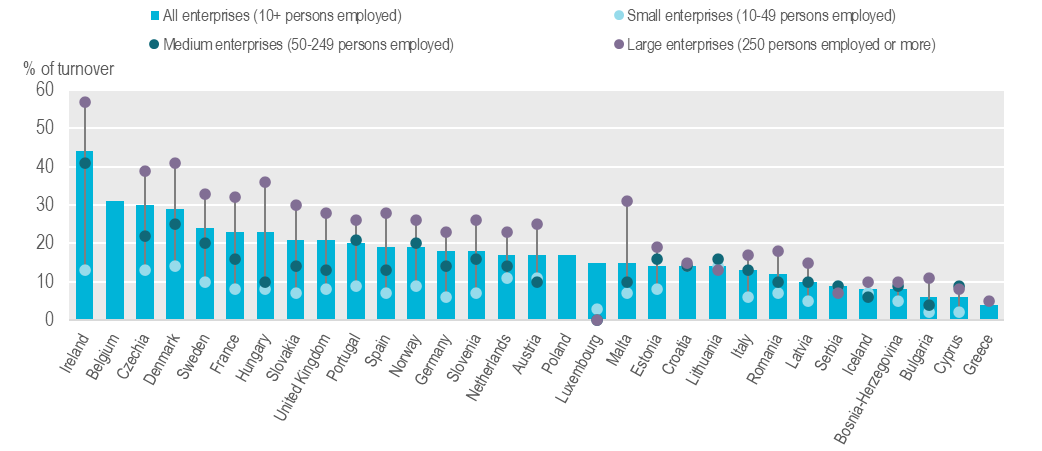 All enterprises (10+ persons employed)
Small enterprises (10-49 persons employed)
Medium enterprises (50-249 persons employed)
Large enterprises (250 persons employed or more)
% of turnover
60
50
40
30
20
10
0
Ireland
Belgium
Czechia
Denmark
Sweden
France
Hungary
Slovakia
United Kingdom
Portugal
Spain
Norway
Germany
Slovenia
Netherlands
Austria
Poland
Luxembourg
Malta
Estonia
Croatia
Lithuania
Italy
Romania
Latvia
Serbia
Iceland
Bosnia-Herzegovina
Bulgaria
Cyprus
Greece